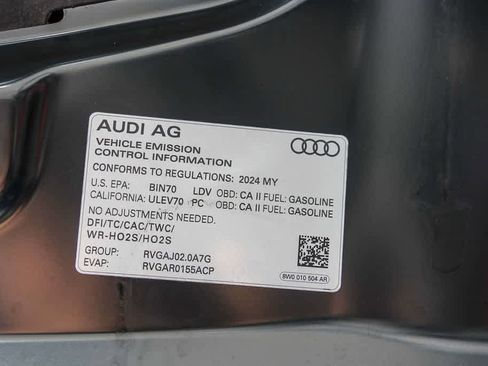 AUDI AG
VEHICLE EMISSION
CONTROL INFORMATION
CONFORMS TO REGULATIONS: 2024 MY
U.S. EPA: BIN70 LDV OBD: CA II FUEL: GASOLINE
CALIFORNIA: ULEV70 PC OBD: CA II FUEL: GASOLINE
NO ADJUSTMENTS NEEDED.
DFI/TC/CAC/TWC/
WR-HO2S/HO2S
GROUP: RVGAJ02.0A7G
EVAP: RVGAR0155ACP
8W0 010 504 AR